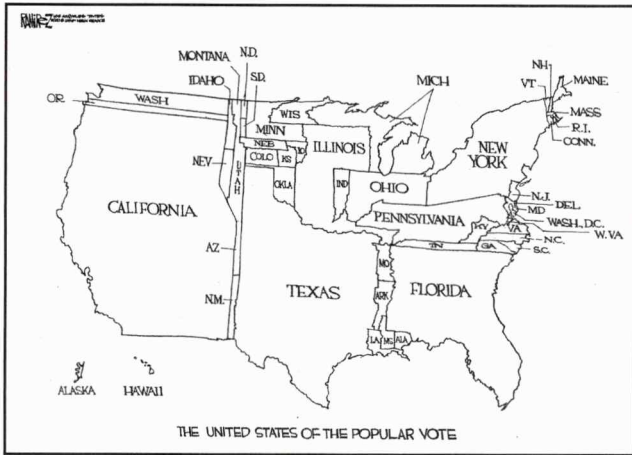 RAMIREZ
MONTANA
N.D.
S.D.
IDAHO
OR.
WASH
MICH
NH.
VT
MAINE
MASS
R.I.
CONN.
WIS
MINN
NEB
COLO
KS
ILLINOIS
NEW
YORK
NEV
UTAH
OKLA
IND
OHIO
N.J.
DEL
MD
WASH., D.C.
W. VA
CALIFORNIA
PENNSYLVANIA
KY
VA
N.C.
S.C.
TN
GA
AZ
MO
N.M.
TEXAS
ARK
FLORIDA
LA
MS
ALA
ALASKA
HAWAII
THE UNITED STATES OF THE POPULAR VOTE